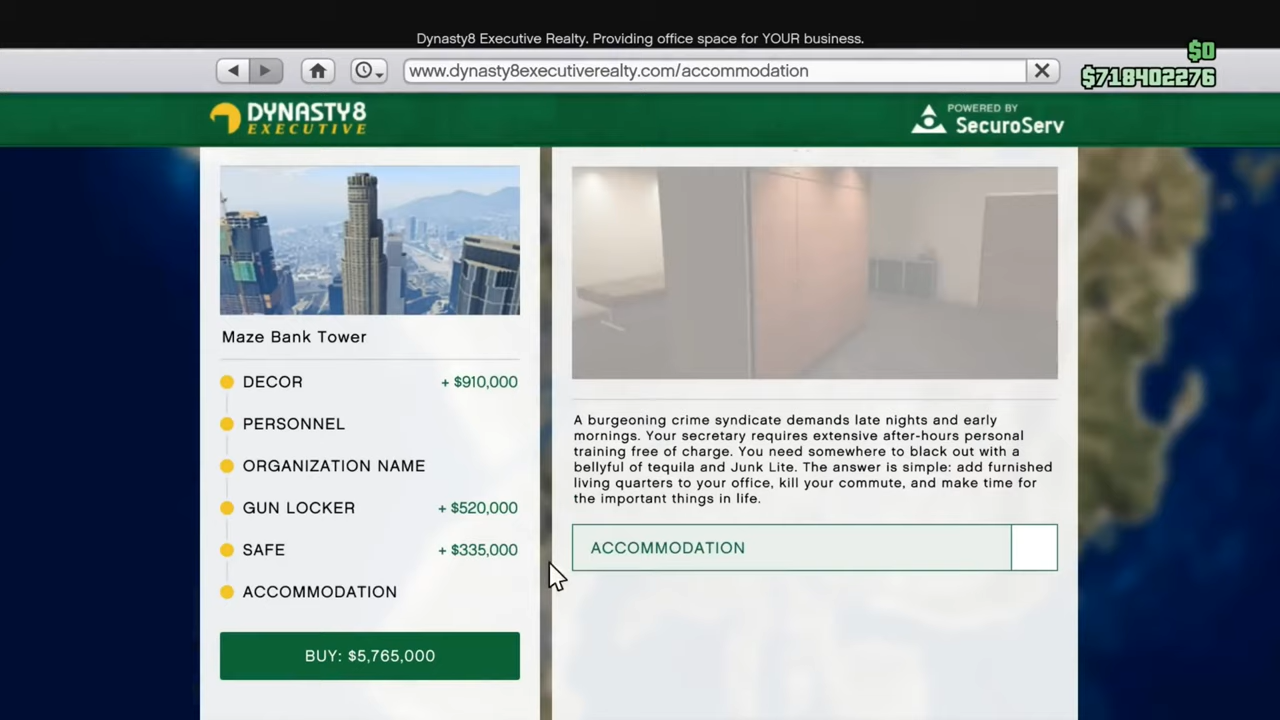 Dynasty8 Executive Realty. Providing office space for YOUR business.
$0
www.dynasty8executiverealty.com/accommodation
$718402276
DYNASTY8
EXECUTIVE
POWERED BY
SecuroServ
Maze Bank Tower
DECOR + $910,000
PERSONNEL
ORGANIZATION NAME
GUN LOCKER + $520,000
SAFE + $335,000
ACCOMMODATION
BUY: $5,765,000
A burgeoning crime syndicate demands late nights and early
mornings. Your secretary requires extensive after-hours personal
training free of charge. You need somewhere to black out with a
bellyful of tequila and Junk Lite. The answer is simple: add furnished
living quarters to your office, kill your commute, and make time for
the important things in life.
ACCOMMODATION